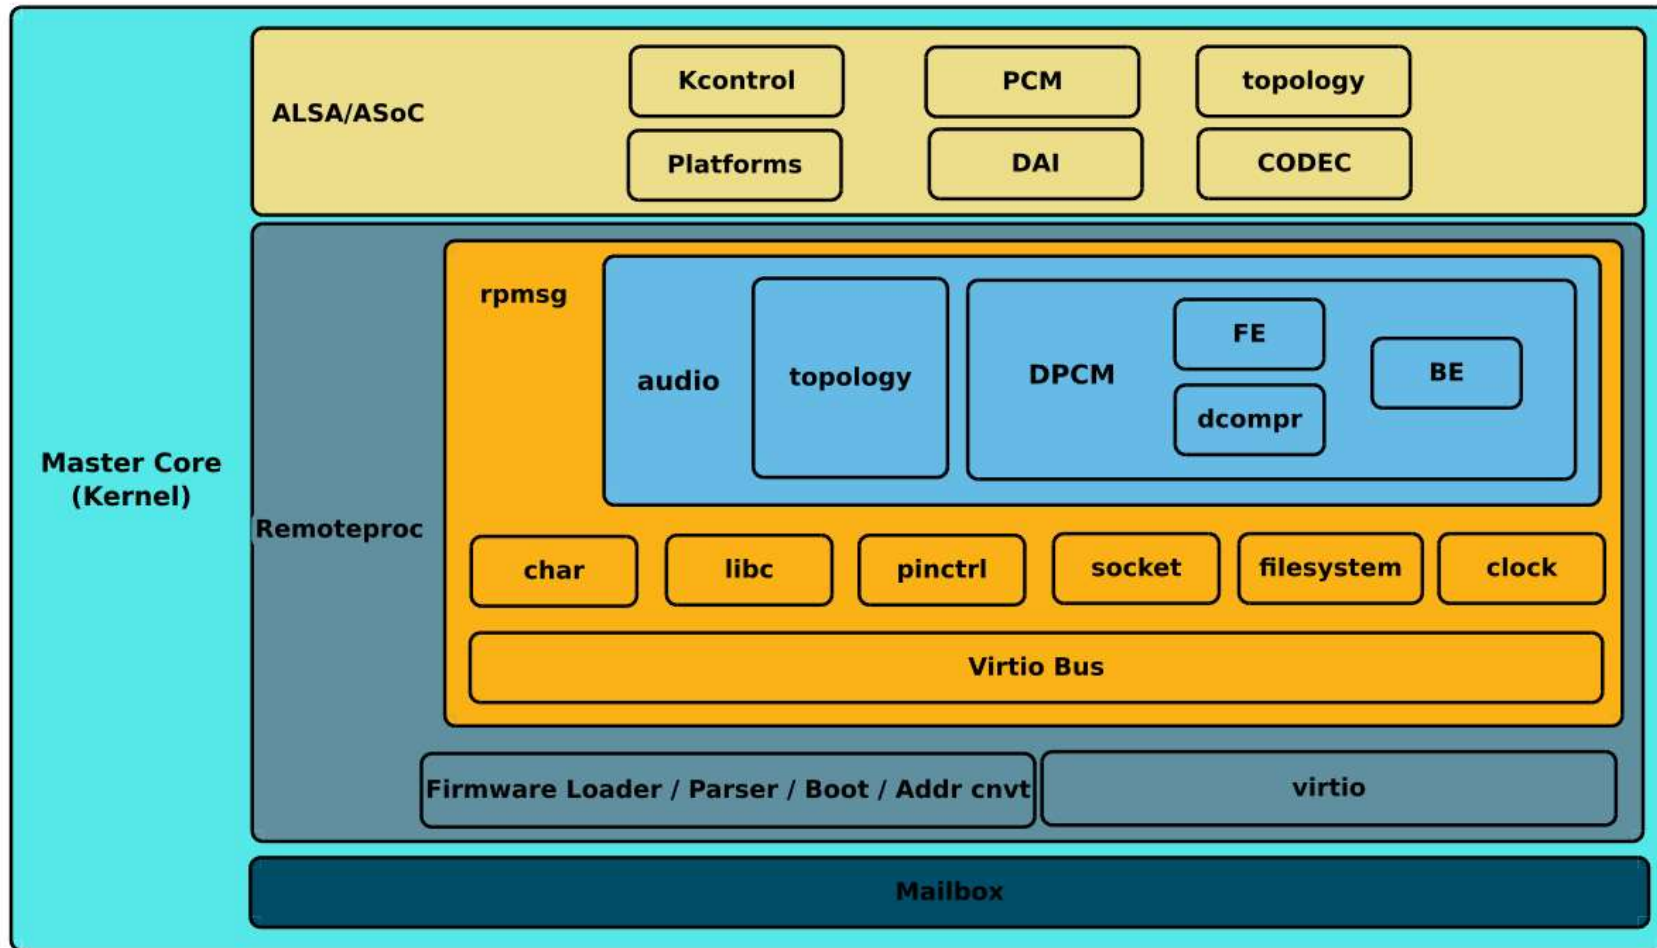 Kcontrol
PCM
topology
ALSA/ASoC
Platforms
DAI
CODEC
rpmsg
FE
audio
topology
DPCM
BE
dcompr
Master Core
(Kernel)
Remoteproc
char
libc
pinctrl
socket
filesystem
clock
Virtio Bus
Firmware Loader / Parser / Boot / Addr cnvt
virtio
Mailbox